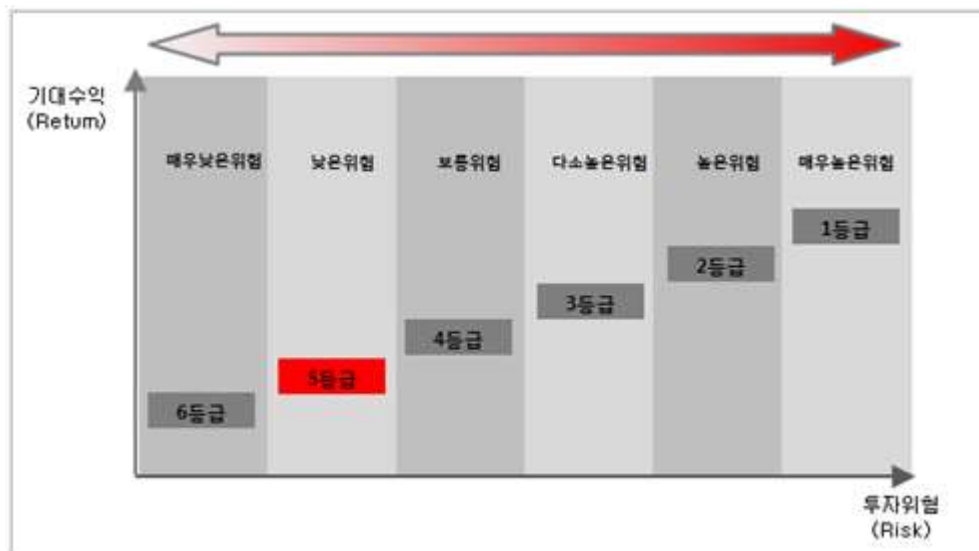 기대수익
(Return)
매우낮은위험
낮은위험
보통위험
다소높은위험
높은위험
매우높은위험
1등급
2등급
3등급
4등급
5등급
6등급
투자위험
(Risk)